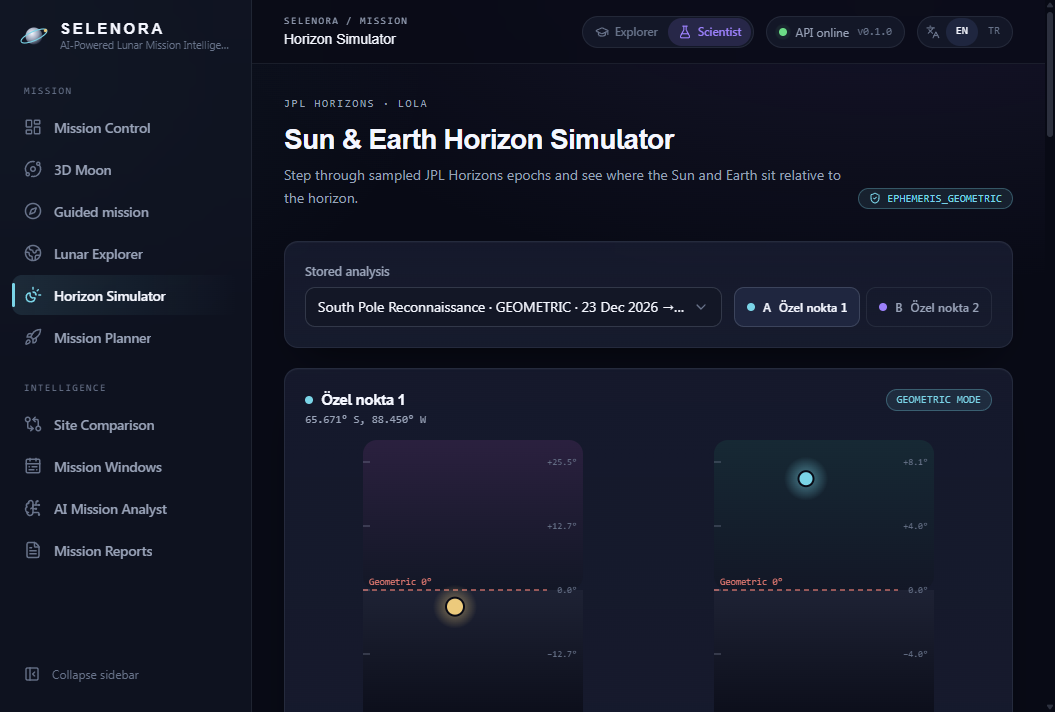 SELENORA
AI-Powered Lunar Mission Intellige...
MISSION
Mission Control
3D Moon
Guided mission
Lunar Explorer
Horizon Simulator
Mission Planner
INTELLIGENCE
Site Comparison
Mission Windows
AI Mission Analyst
Mission Reports
Collapse sidebar
SELENORA / MISSION
Horizon Simulator
Explorer
Scientist
API online v0.1.0
EN
TR
JPL HORIZONS · LOLA
Sun & Earth Horizon Simulator
Step through sampled JPL Horizons epochs and see where the Sun and Earth sit relative to
the horizon.
EPHEMERIS_GEOMETRIC
Stored analysis
South Pole Reconnaissance · GEOMETRIC · 23 Dec 2026 →...
A Özel nokta 1
B Özel nokta 2
Özel nokta 1
65.671° S, 88.450° W
GEOMETRIC MODE
+25.5°
+12.7°
Geometric 0°
0.0°
−12.7°
+8.1°
+4.0°
Geometric 0°
0.0°
−4.0°